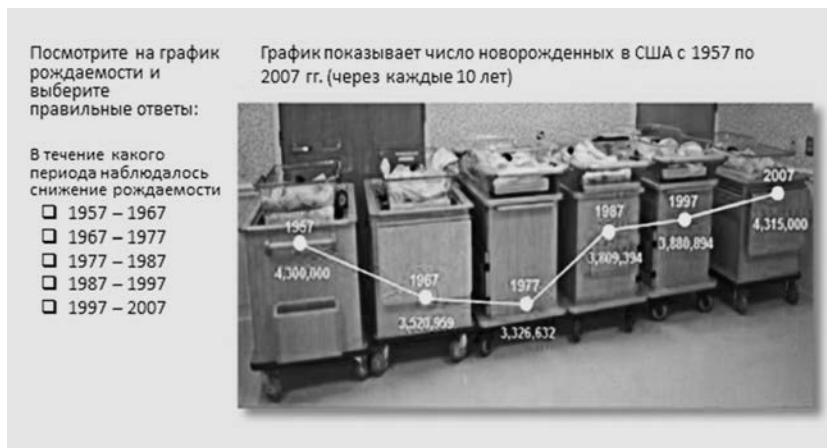 Посмотрите на график
рождаемости и
выберите
правильные ответы:
В течение какого
периода наблюдалось
снижение рождаемости
1957 – 1967
1967 – 1977
1977 – 1987
1987 – 1997
1997 – 2007
График показывает число новорожденных в США с 1957 по
2007 гг. (через каждые 10 лет)
1957
4,300,000
1967
3,520,959
1977
3,326,632
1987
3,809,394
1997
3,880,894
2007
4,315,000